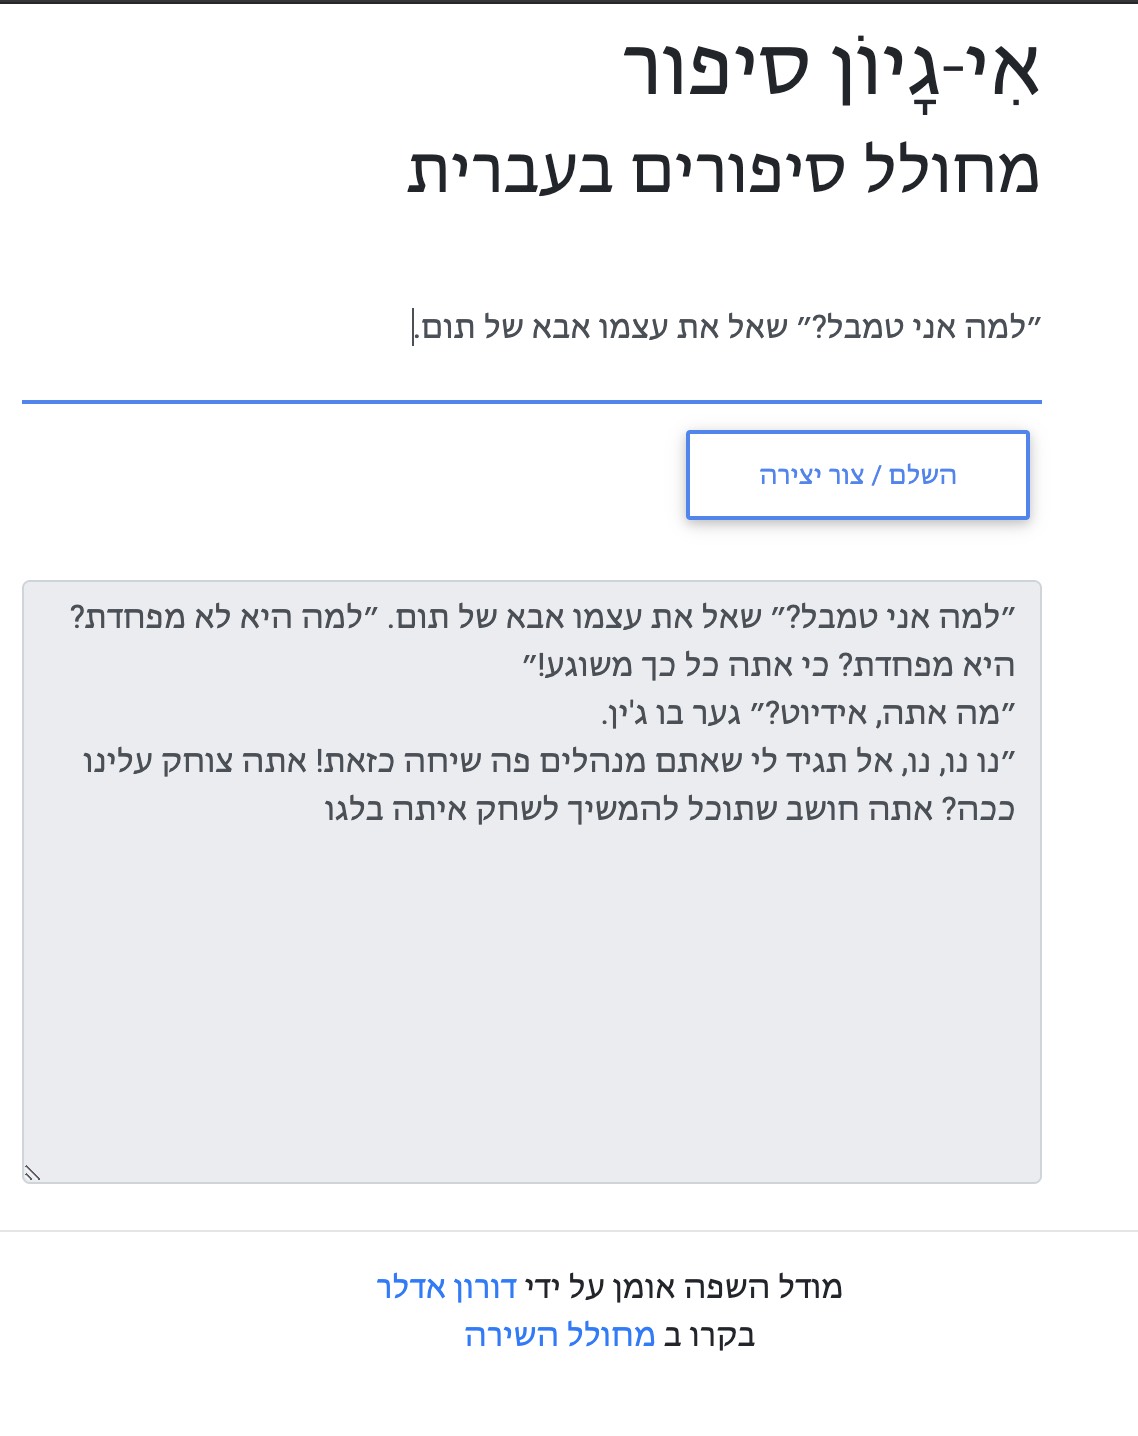 אִי-גָיוֹן סיפור
מחולל סיפורים בעברית
״למה אני טמבל?״ שאל את עצמו אבא של תום.
השלם / צור יצירה
״למה אני טמבל?״ שאל את עצמו אבא של תום. ״למה היא לא מפחדת?
היא מפחדת? כי אתה כל כך משוגע!״
״מה אתה, אידיוט?״ גער בו ג'ין.
״נו נו, נו, אל תגיד לי שאתם מנהלים פה שיחה כזאת! אתה צוחק עלינו
ככה? אתה חושב שתוכל להמשיך לשחק איתה בלגו
מודל השפה אומן על ידי דורון אדלר
בקרו ב מחולל השירה